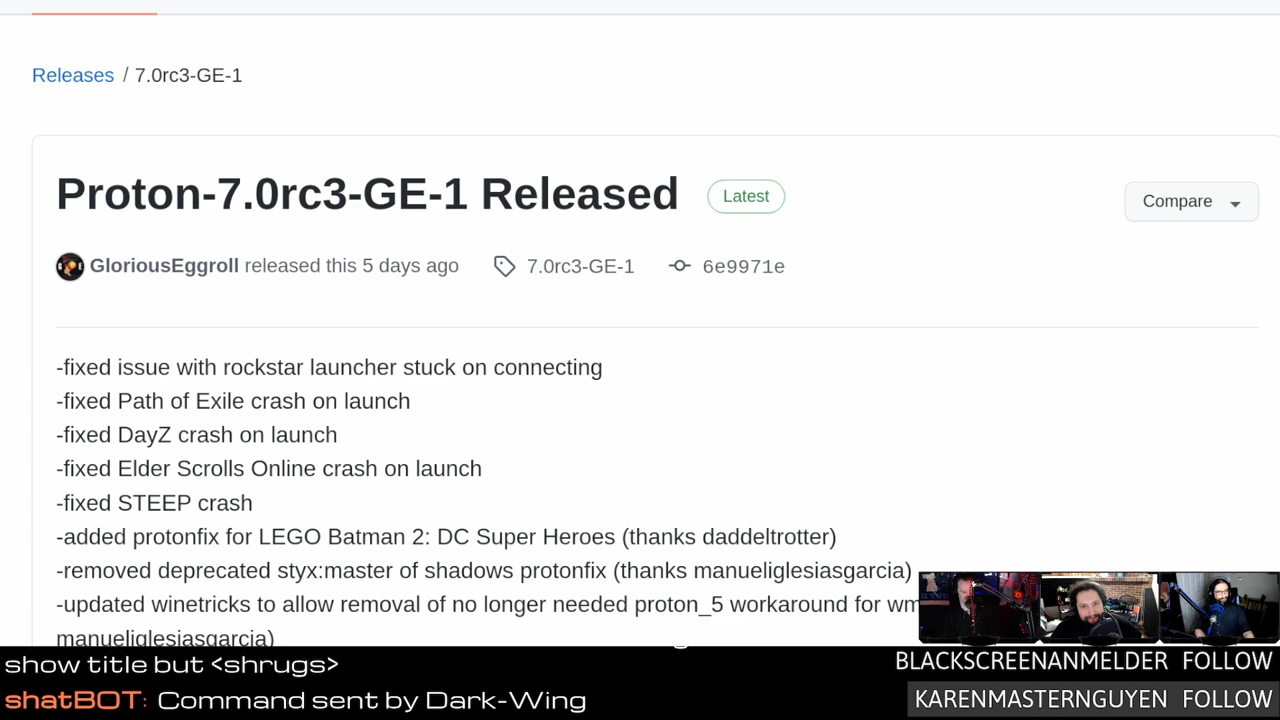 Releases / 7.0rc3-GE-1
Proton-7.0rc3-GE-1 Released Latest
Compare
GloriousEggroll released this 5 days ago 7.0rc3-GE-1 6e9971e
-fixed issue with rockstar launcher stuck on connecting
-fixed Path of Exile crash on launch
-fixed DayZ crash on launch
-fixed Elder Scrolls Online crash on launch
-fixed STEEP crash
-added protonfix for LEGO Batman 2: DC Super Heroes (thanks daddeltrotter)
-removed deprecated styx:master of shadows protonfix (thanks manueliglesiasgarcia)
-updated winetricks to allow removal of no longer needed proton_5 workaround for
manueliglesiasgarcia)
show title but <shrugs>
shatBOT: Command sent by Dark-Wing
BLACKSCREENANMELDER FOLLOW
KARENMASTERNGUYEN FOLLOW